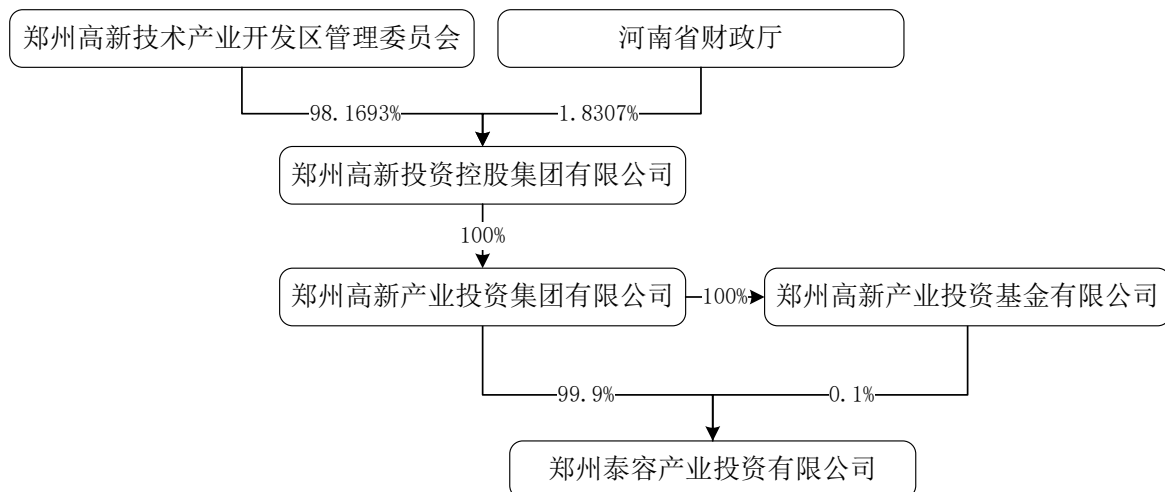 郑州高新技术产业开发区管理委员会
河南省财政厅
98.1693%
1.8307%
郑州高新投资控股集团有限公司
100%
郑州高新产业投资集团有限公司
100%
郑州高新产业投资基金有限公司
99.9%
0.1%
郑州泰容产业投资有限公司